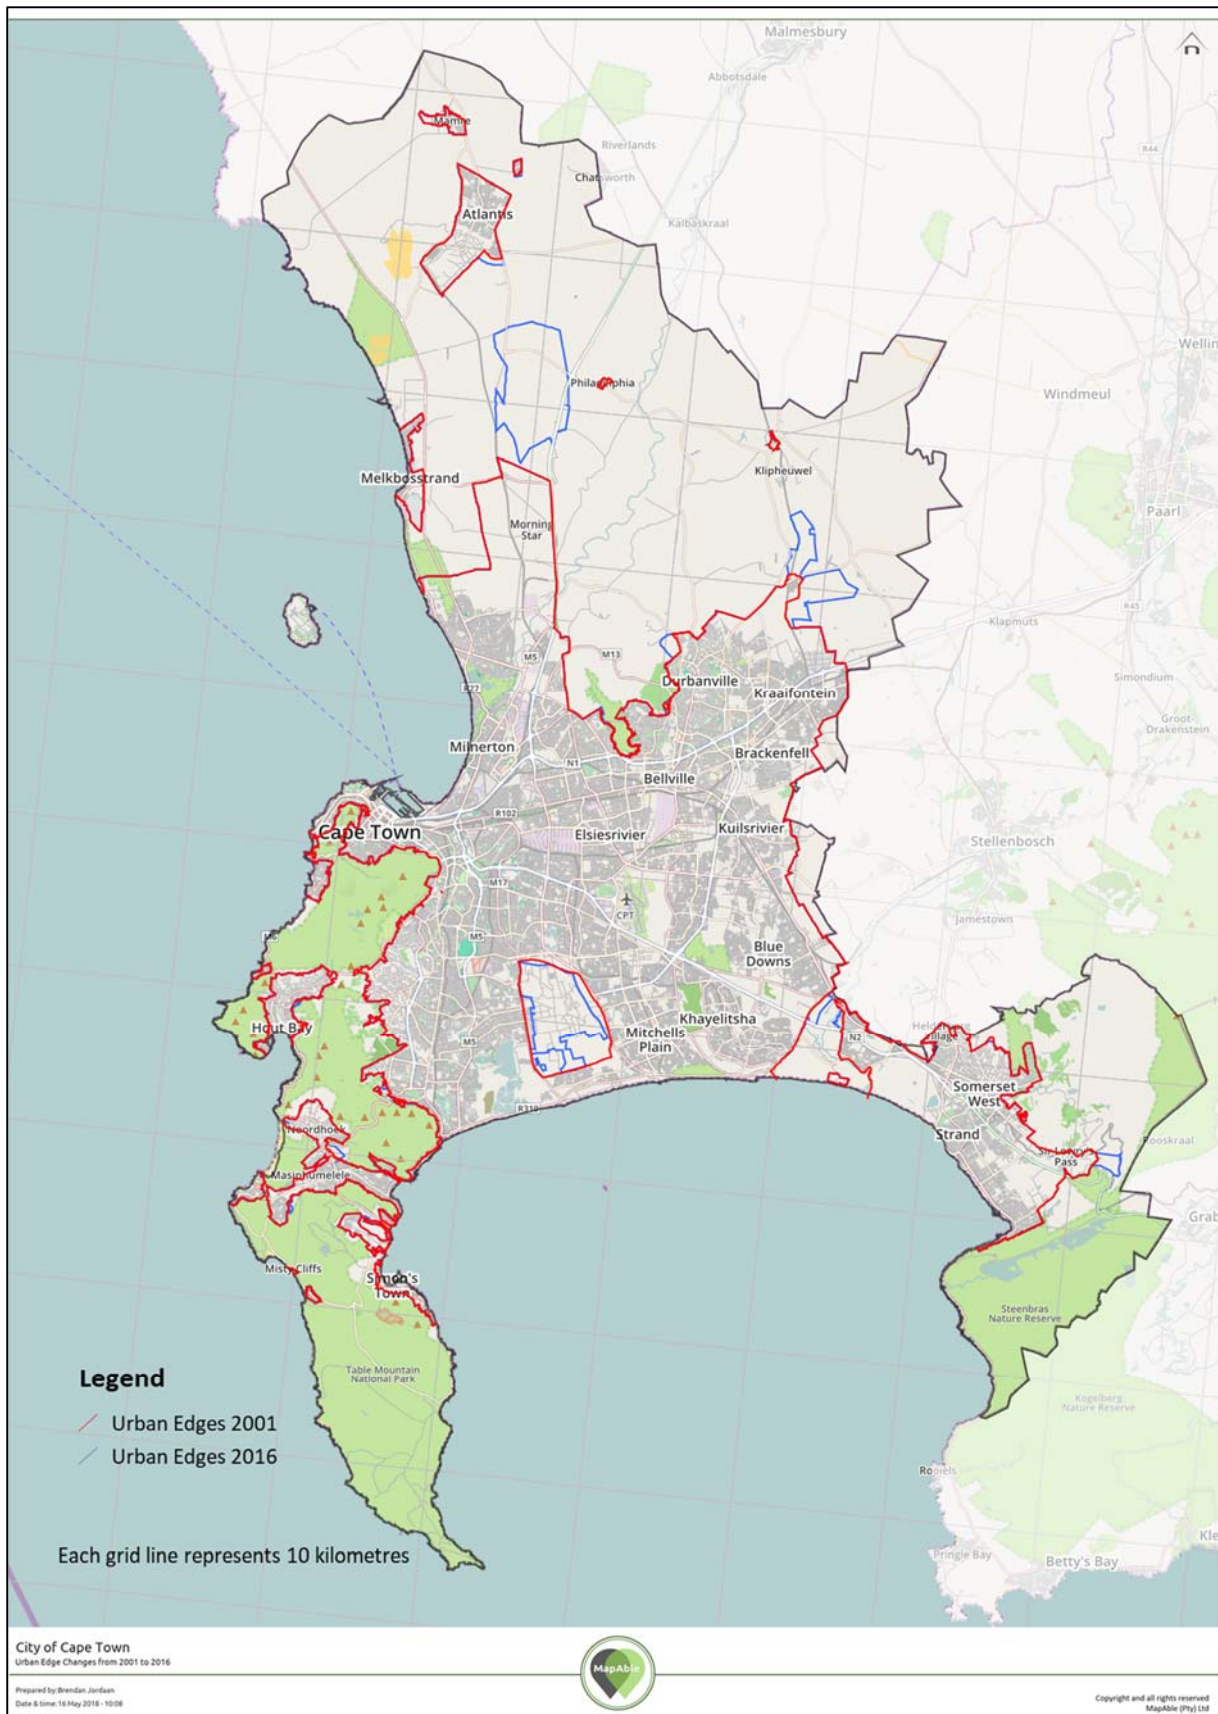 Malmesbury
Abbotsdale
Mamre
Riverlands
R44
Chatsworth
Atlantis
Kalbaskraal
Philadelphia
Windmeul
Klipheuwel
Melkbosstrand
Morning
Star
Paarl
R45
Klapmuts
M5
M13
R27
Durbanville
Kraaifontein
Simondium
Groot-
Drakenstein
Milnerton
N1
Brackenfell
Bellville
R102
Cape Town
Elsiesrivier
Kuilsrivier
Stellenbosch
M17
CPT
Jamestown
M5
Blue
Downs
Hout Bay
Khayelitsha
Mitchells
Plain
M5
N2
Somerset
West
R310
Noordhoek
Strand
Sir Lowry's
Pass
Masiphumelele
Misty Cliffs
Simon's
Town
Steenbras
Nature Reserve
Table Mountain
National Park
Kogelberg
Nature Reserve
Legend
Urban Edges 2001
Urban Edges 2016
Rooiels
Each grid line represents 10 kilometres
Pringle Bay
Betty's Bay
City of Cape Town
Urban Edge Changes from 2001 to 2016
MapAble
Prepared by: Brendan Jordaan
Date & time: 16 May 2018 - 10:08
Copyright and all rights reserved
MapAble (Pty) Ltd